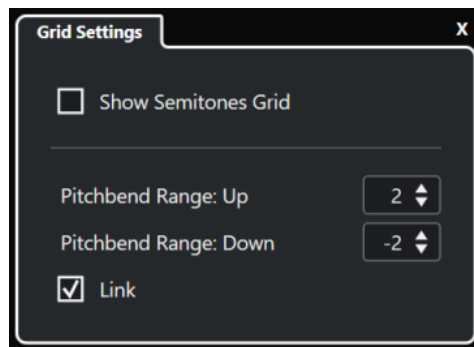 Grid Settings X
Show Semitones Grid
Pitchbend Range: Up 2
Pitchbend Range: Down -2
Link